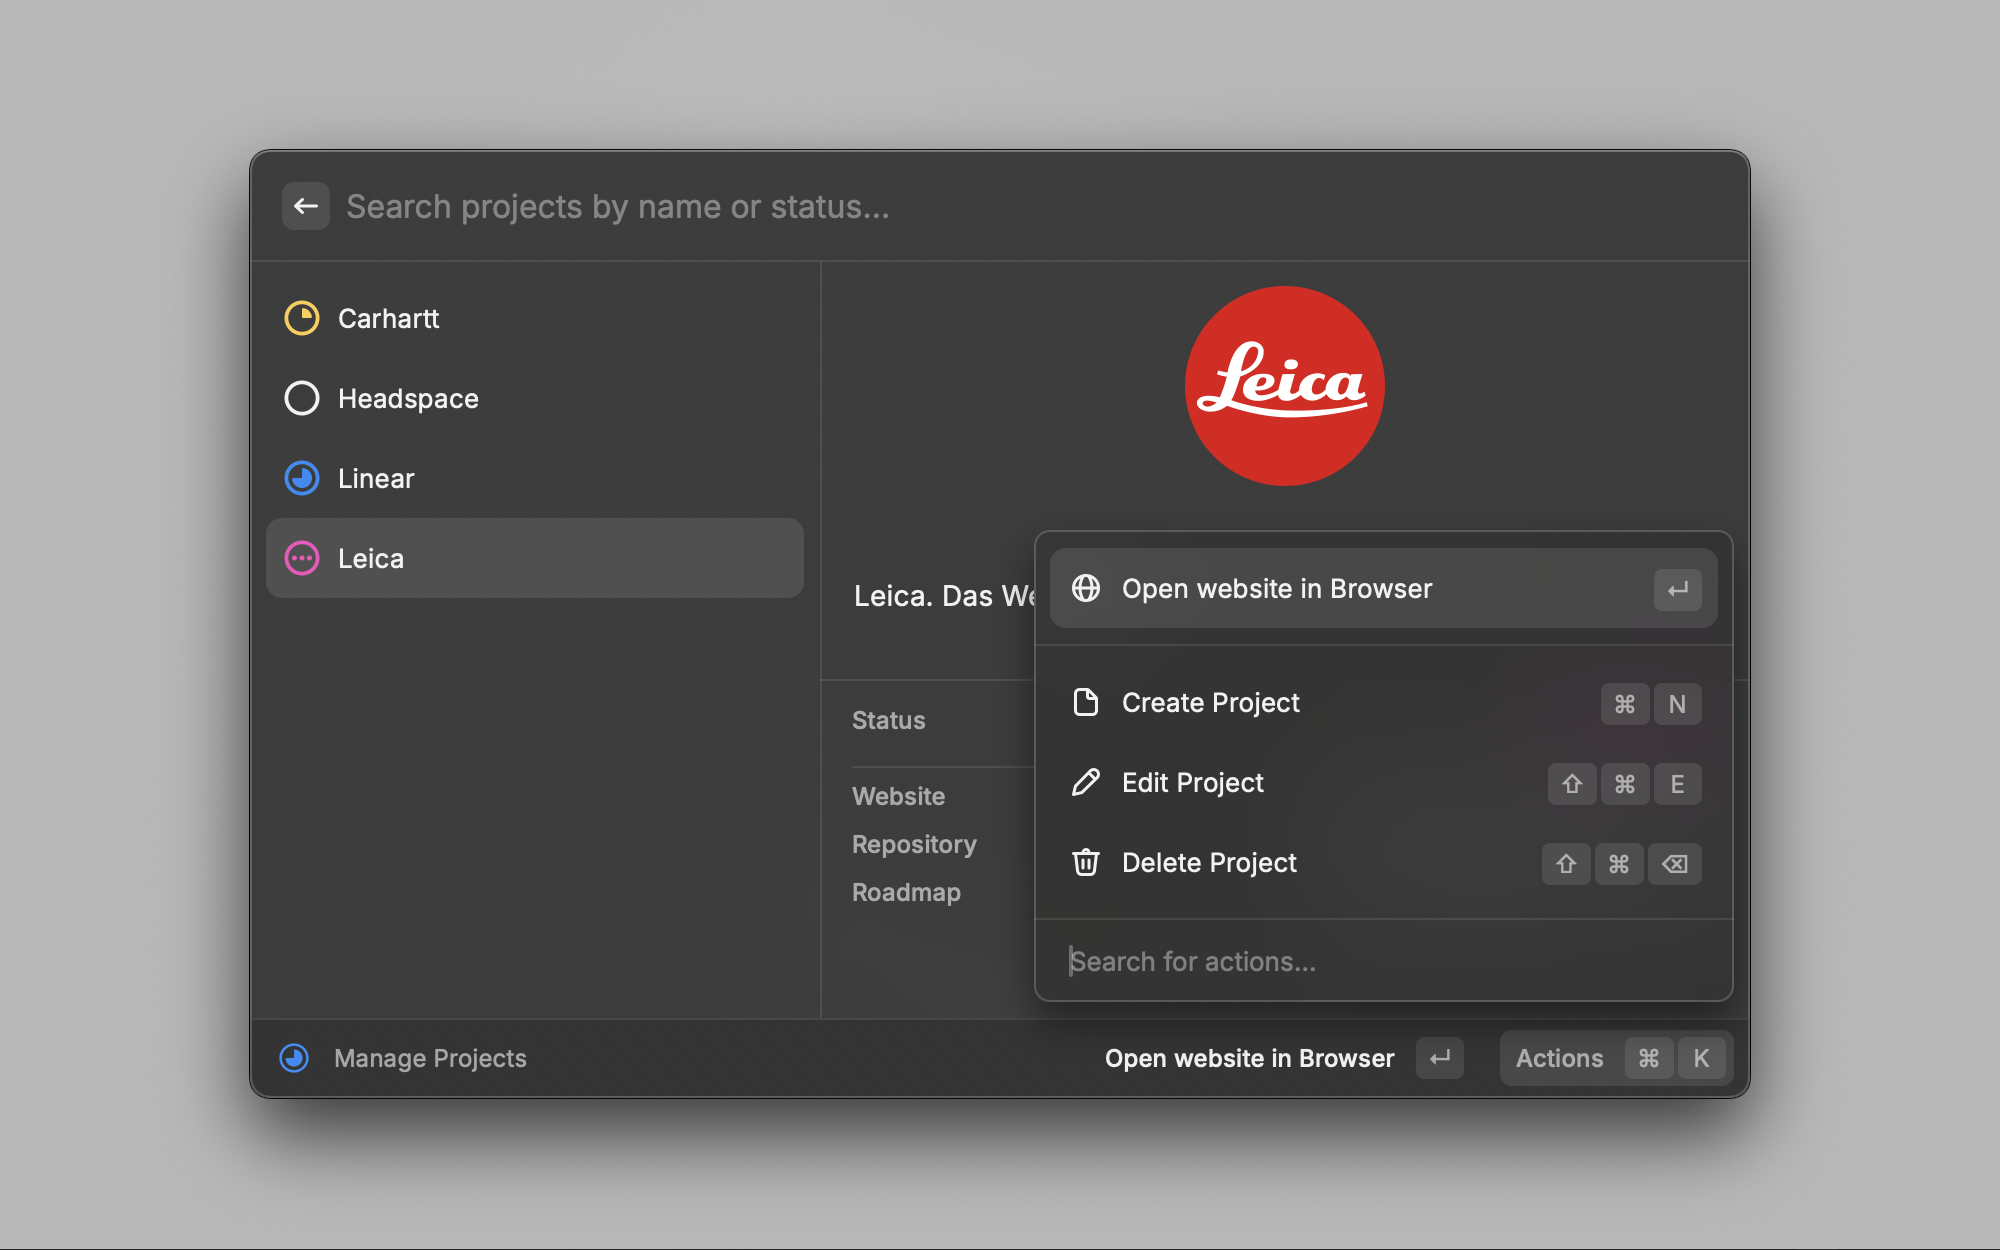 Search projects by name or status...
Carhartt
Headspace
Linear
Leica
Leica
Leica. Das We
Status
Website
Repository
Roadmap
Open website in Browser ↵
Create Project ⌘ N
Edit Project ⇧ ⌘ E
Delete Project ⇧ ⌘ ⌫
Search for actions...
Manage Projects
Open website in Browser ↵
Actions ⌘ K